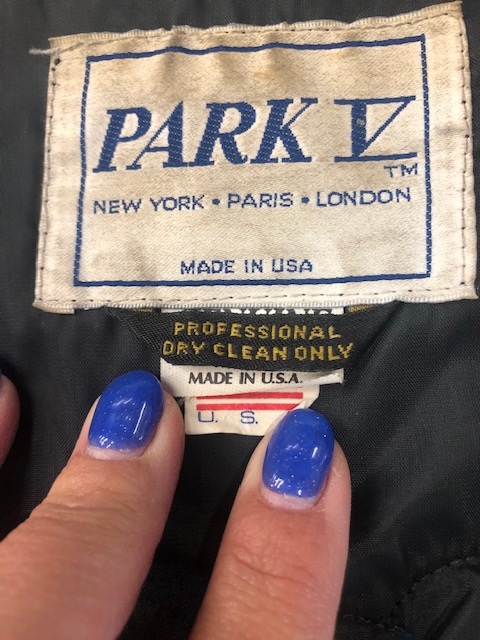 PARK V
TM
NEW YORK • PARIS • LONDON
MADE IN USA
PROFESSIONAL
DRY CLEAN ONLY
MADE IN U.S.A.
U. S.